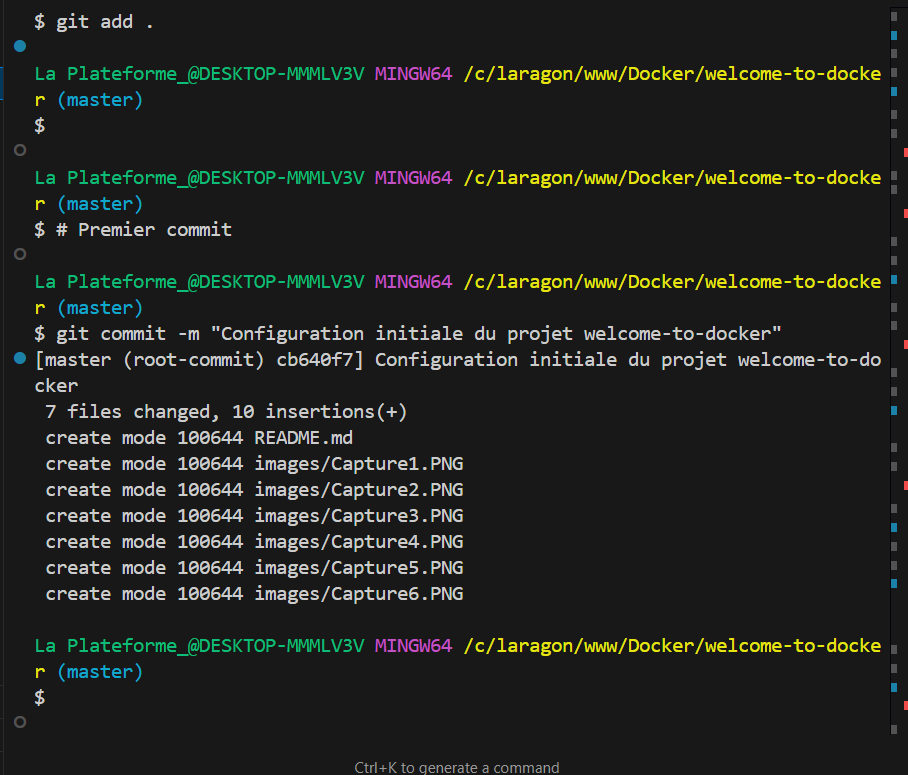 $ git add .
La Plateforme_@DESKTOP-MMMLV3V MINGW64 /c/laragon/www/Docker/welcome-to-docke
r (master)
$
La Plateforme_@DESKTOP-MMMLV3V MINGW64 /c/laragon/www/Docker/welcome-to-docke
r (master)
$ # Premier commit
La Plateforme_@DESKTOP-MMMLV3V MINGW64 /c/laragon/www/Docker/welcome-to-docke
r (master)
$ git commit -m "Configuration initiale du projet welcome-to-docker"
[master (root-commit) cb640f7] Configuration initiale du projet welcome-to-do
cker
 7 files changed, 10 insertions(+)
 create mode 100644 README.md
 create mode 100644 images/Capture1.PNG
 create mode 100644 images/Capture2.PNG
 create mode 100644 images/Capture3.PNG
 create mode 100644 images/Capture4.PNG
 create mode 100644 images/Capture5.PNG
 create mode 100644 images/Capture6.PNG
La Plateforme_@DESKTOP-MMMLV3V MINGW64 /c/laragon/www/Docker/welcome-to-docke
r (master)
$
Ctrl+K to generate a command